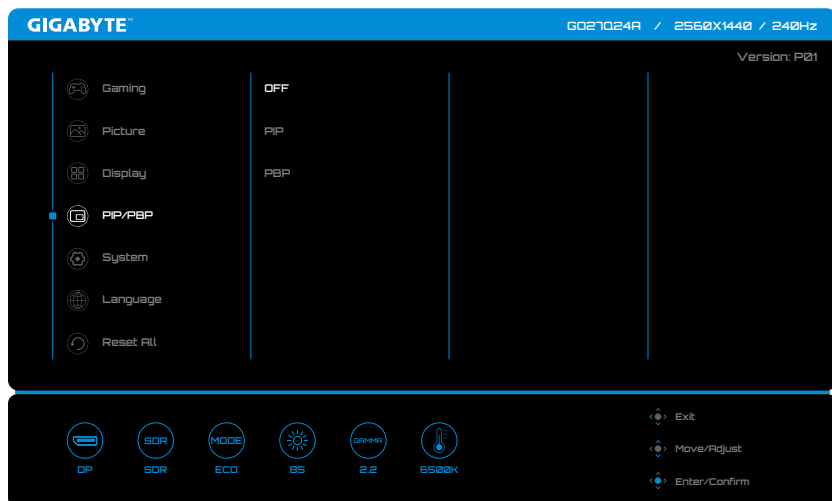 GIGABYTE™ GO27Q24A / 2560X1440 / 240Hz
Version: P01
Gaming OFF
Picture PIP
Display PBP
PIP/PBP
System
Language
Reset All
SDR MODE GAMMA
DP SDR ECO 85 2.2 6500K
Exit
Move/Adjust
Enter/Confirm